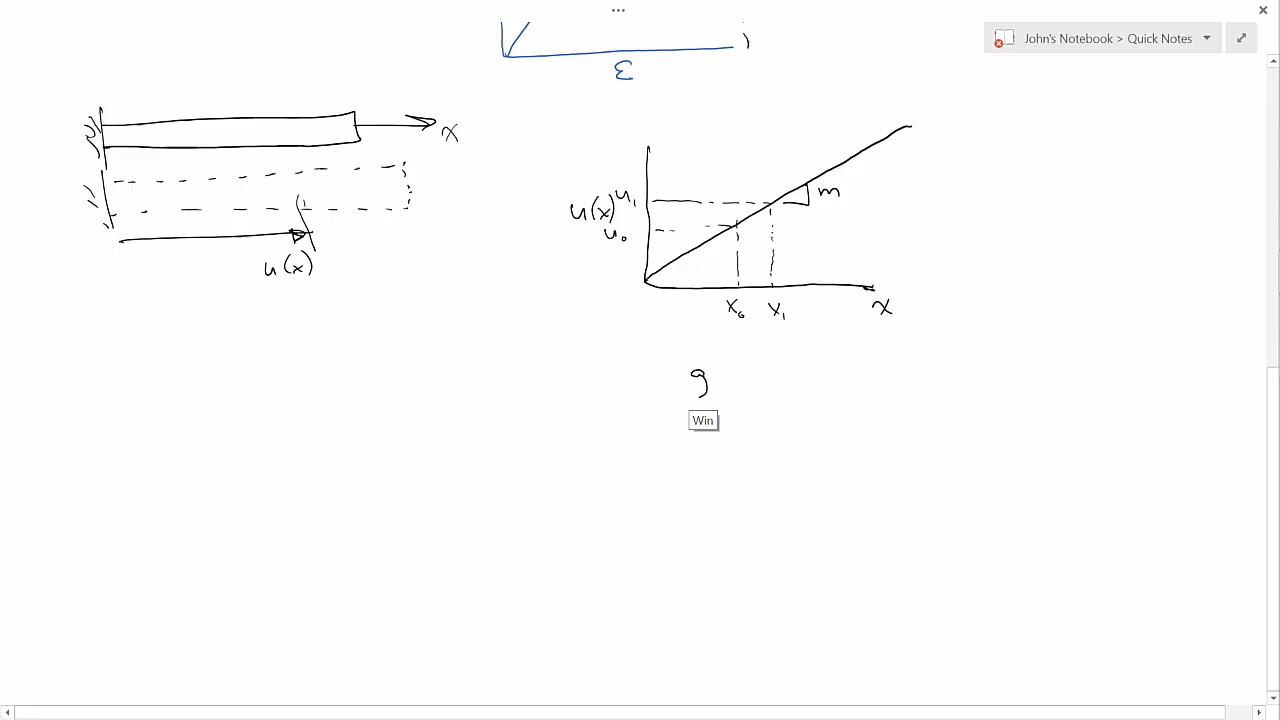 John's Notebook > Quick Notes
ε
x
u(x)
u₁
u(x)
u₀
m
x₀ x₁ x
g
Win